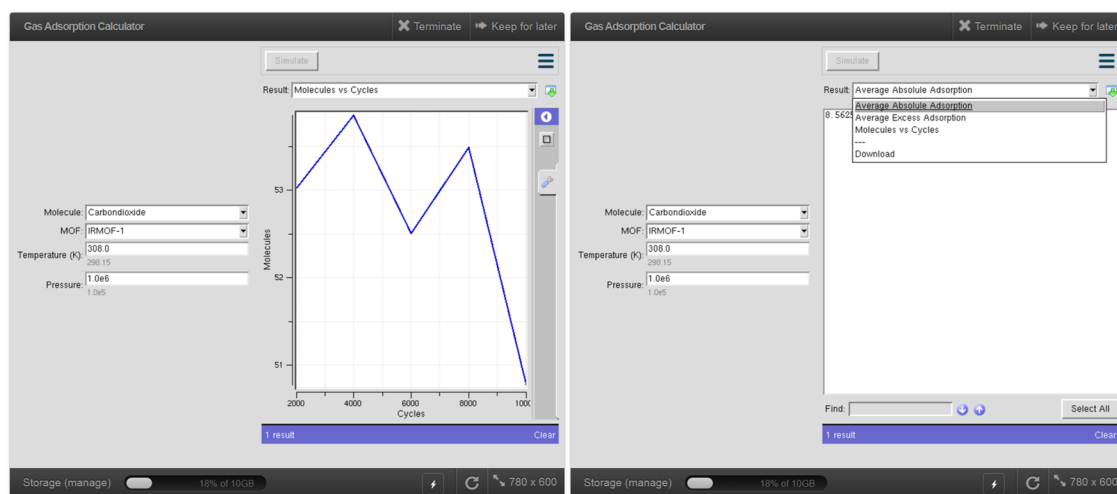 Gas Adsorption Calculator
Terminate
Keep for later
Simulate
Result: Molecules vs Cycles
53
52
51
Molecules
2000 4000 6000 8000
Cycles
Molecule: Carbondioxide
MOF: IRMOF-1
Temperature (K): 308.0
298.15
Pressure: 1.0e6
1.0e5
1 result
Clear
Storage (manage)
18% of 10GB
780 x 600
Gas Adsorption Calculator
Terminate
Keep for later
Simulate
Result: Average Absolule Adsorption
Average Absolule Adsorption
8.562
Average Excess Adsorption
Molecules vs Cycles
---
Download
Molecule: Carbondioxide
MOF: IRMOF-1
Temperature (K): 308.0
298.15
Pressure: 1.0e6
1.0e5
Find:
Select All
1 result
Clear
Storage (manage)
18% of 10GB
780 x 600